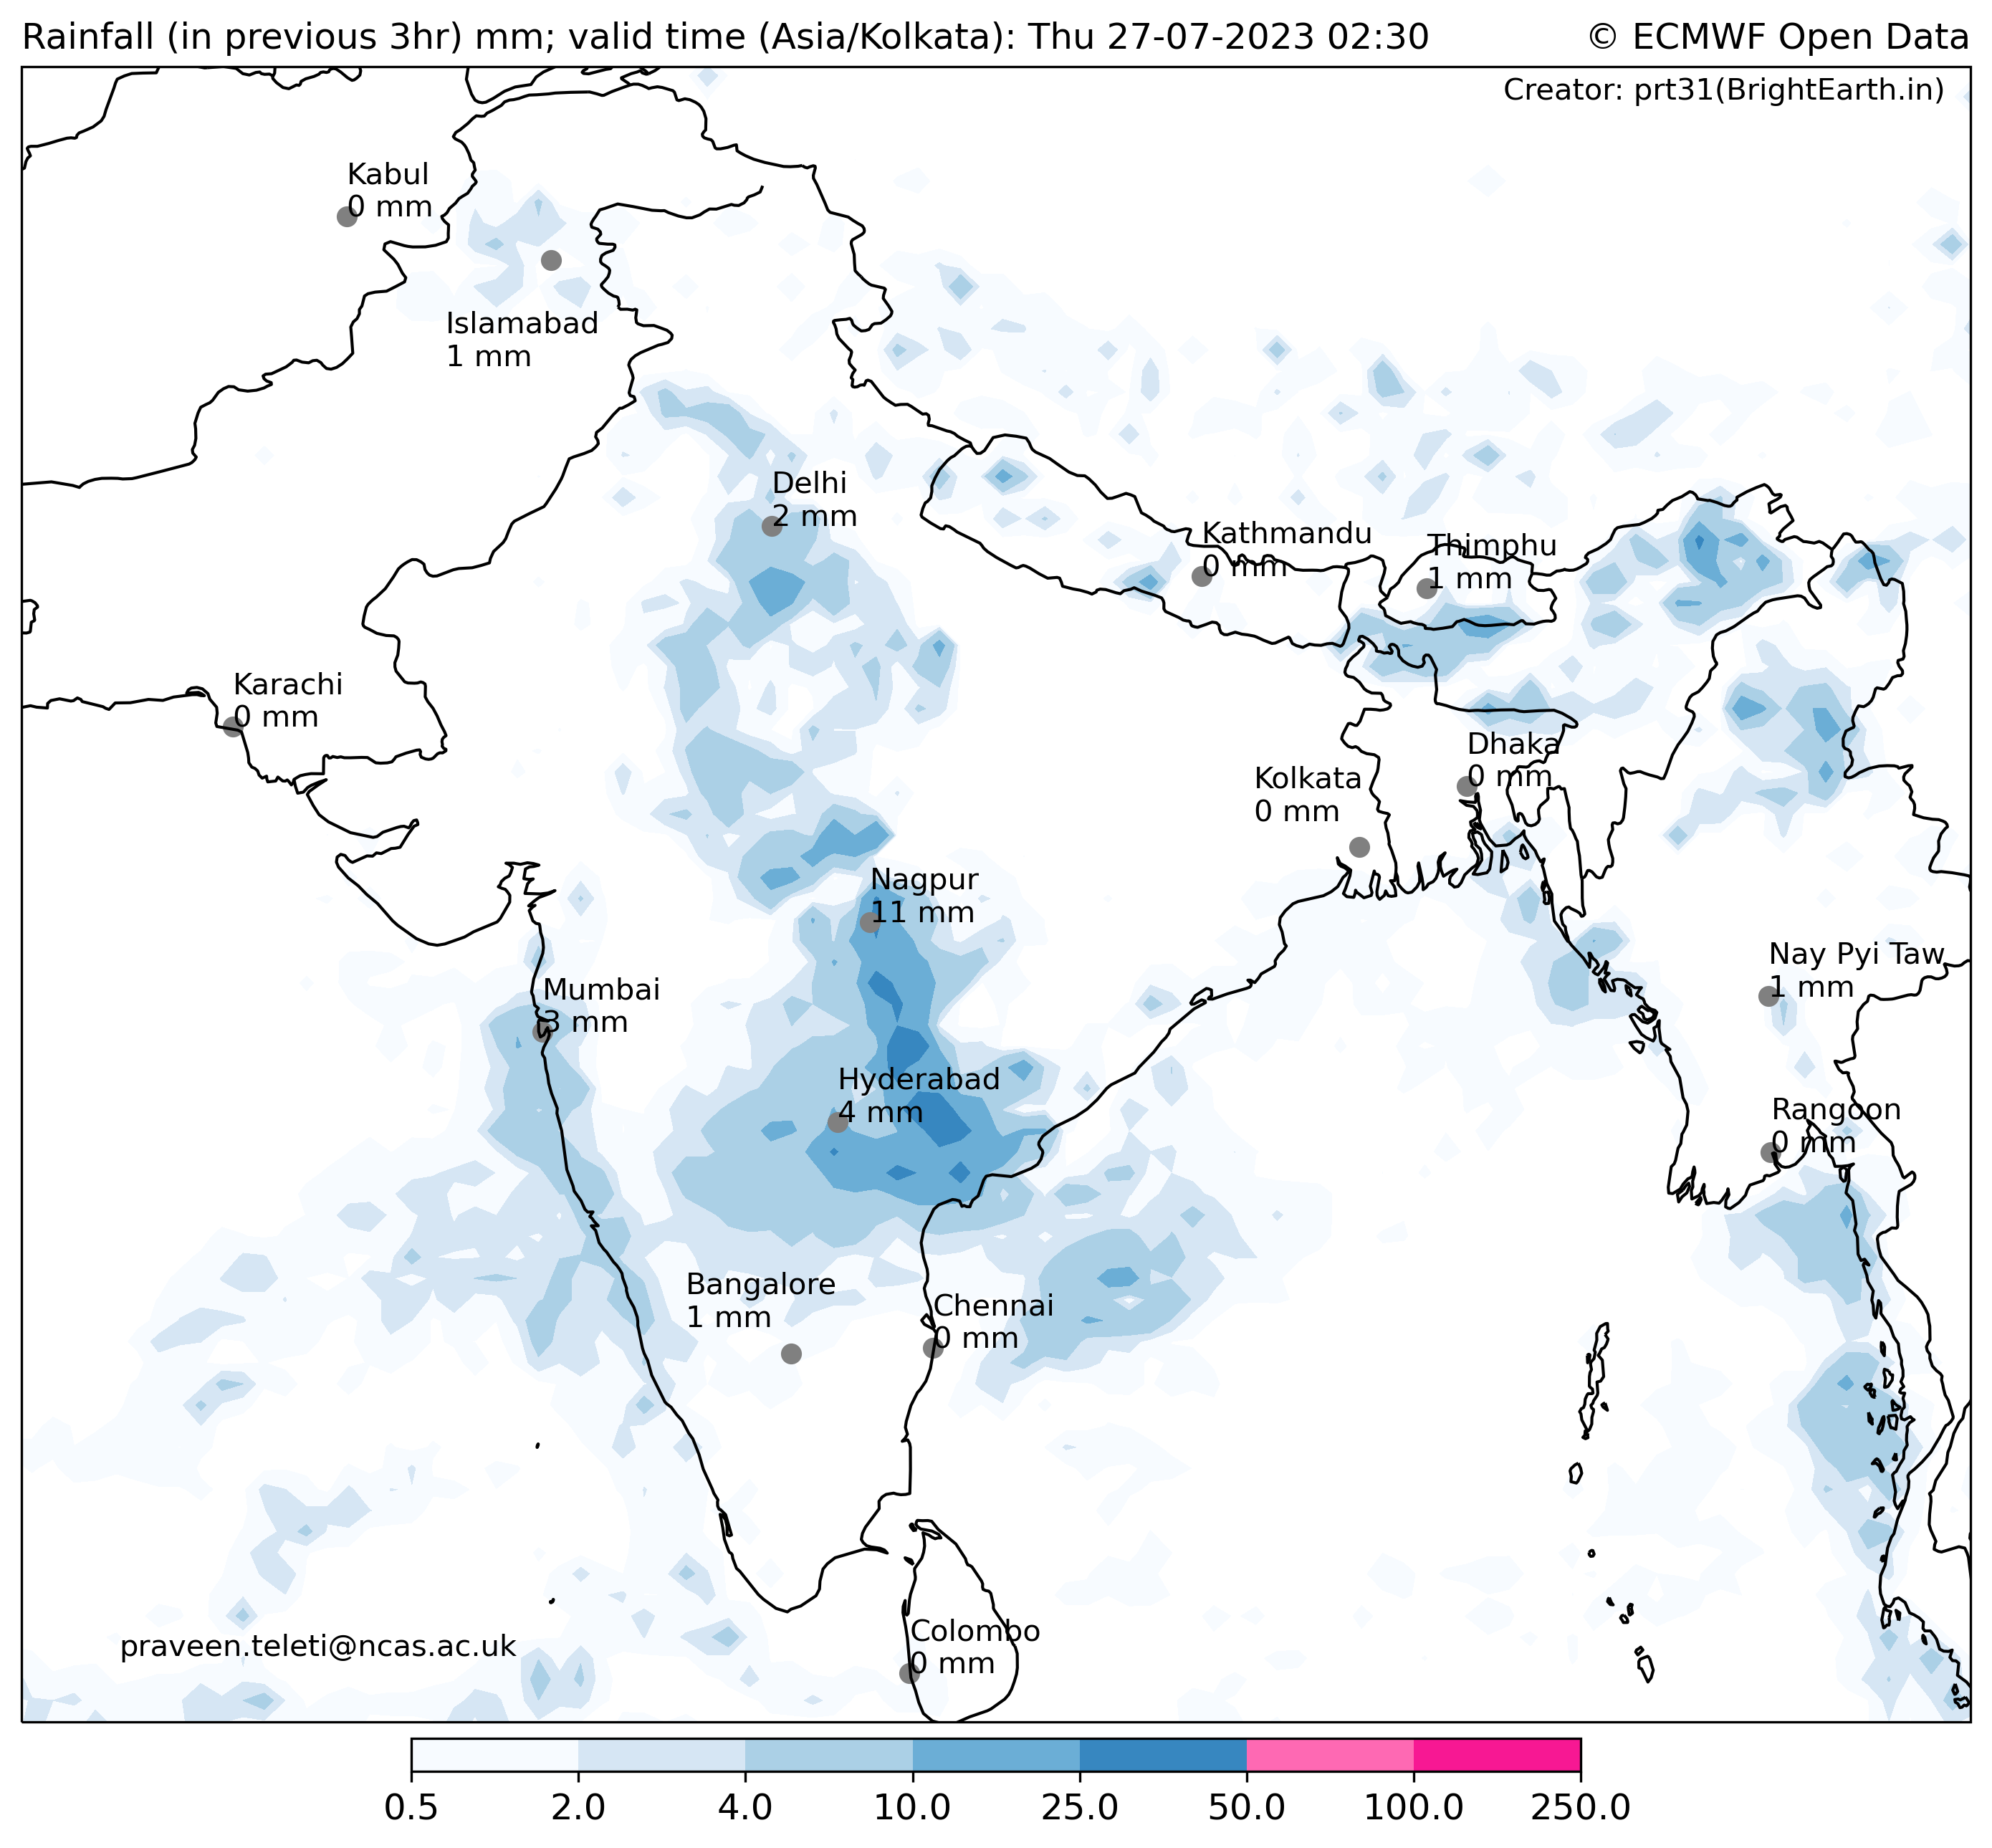 Rainfall (in previous 3hr) mm; valid time (Asia/Kolkata): Thu 27-07-2023 02:30
© ECMWF Open Data
Creator: prt31(BrightEarth.in)
Kabul
0 mm
Islamabad
1 mm
Delhi
2 mm
Kathmandu
0 mm
Thimphu
1 mm
Karachi
0 mm
Dhaka
0 mm
Kolkata
0 mm
Nagpur
11 mm
Nay Pyi Taw
1 mm
Mumbai
3 mm
Hyderabad
4 mm
Rangoon
0 mm
Bangalore
1 mm
Chennai
0 mm
Colombo
0 mm
praveen.teleti@ncas.ac.uk
0.5 2.0 4.0 10.0 25.0 50.0 100.0 250.0